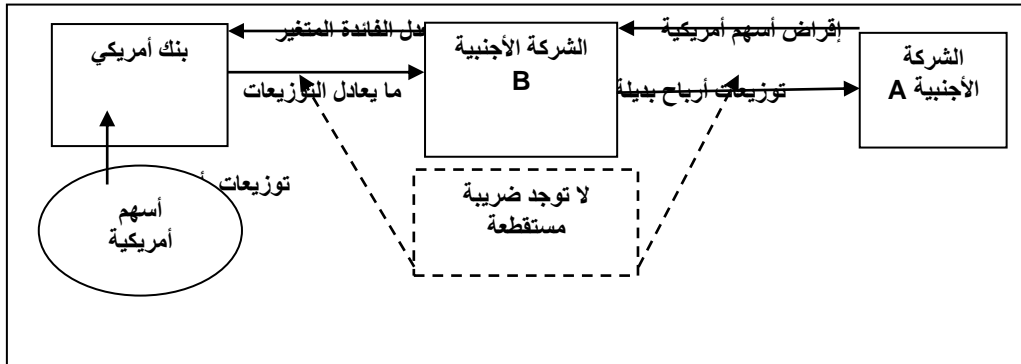 إقراض أسهم أمريكية
دل الفائدة المتغير
الشركة
الأجنبية A
الشركة الأجنبية
B
بنك أمريكي
توزيعات أرباح بديلة
ما يعادل التوزيعات
لا توجد ضريبة
مستقطعة
توزيعات
أسهم
أمريكية